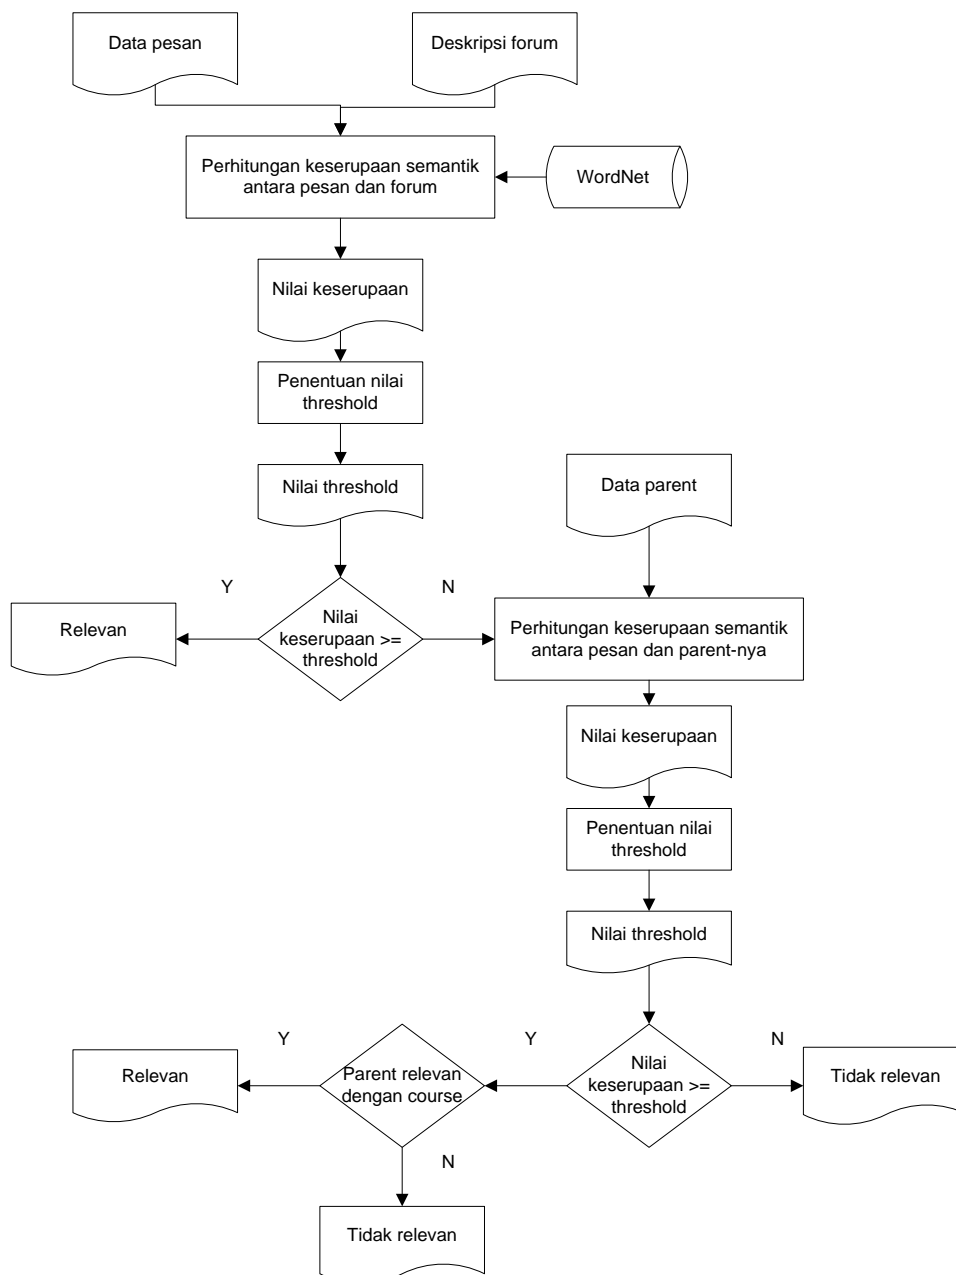 Data pesan
Deskripsi forum
Perhitungan keserupaan semantik
antara pesan dan forum
WordNet
Nilai keserupaan
Penentuan nilai
threshold
Nilai threshold
Data parent
Y
N
Relevan
Nilai
keserupaan >=
threshold
Perhitungan keserupaan semantik
antara pesan dan parent-nya
Nilai keserupaan
Penentuan nilai
threshold
Nilai threshold
Y
Y
N
Relevan
Parent relevan
dengan course
Nilai
keserupaan >=
threshold
Tidak relevan
N
Tidak relevan